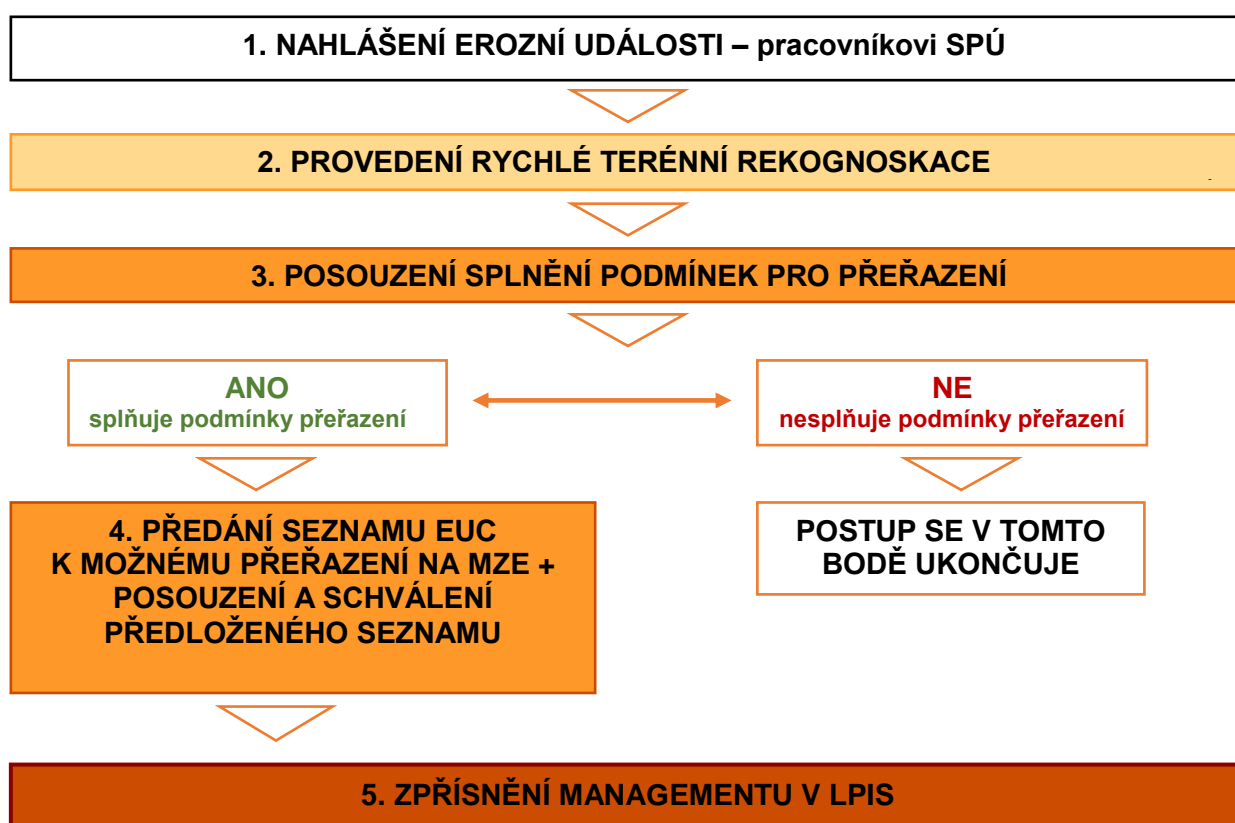 1. NAHLÁŠENÍ EROZNÍ UDÁLOSTI – pracovníkovi SPÚ
2. PROVEDENÍ RYCHLÉ TERÉNNÍ REKOGNOSKACE
3. POSOUZENÍ SPLNĚNÍ PODMÍNEK PRO PŘEŘAZENÍ
ANO
splňuje podmínky přeřazení
NE
nesplňuje podmínky přeřazení
4. PŘEDÁNÍ SEZNAMU EUC
K MOŽNÉMU PŘEŘAZENÍ NA MZE +
POSOUZENÍ A SCHVÁLENÍ
PŘEDLOŽENÉHO SEZNAMU
POSTUP SE V TOMTO
BODĚ UKONČUJE
5. ZPŘÍSNĚNÍ MANAGEMENTU V LPIS